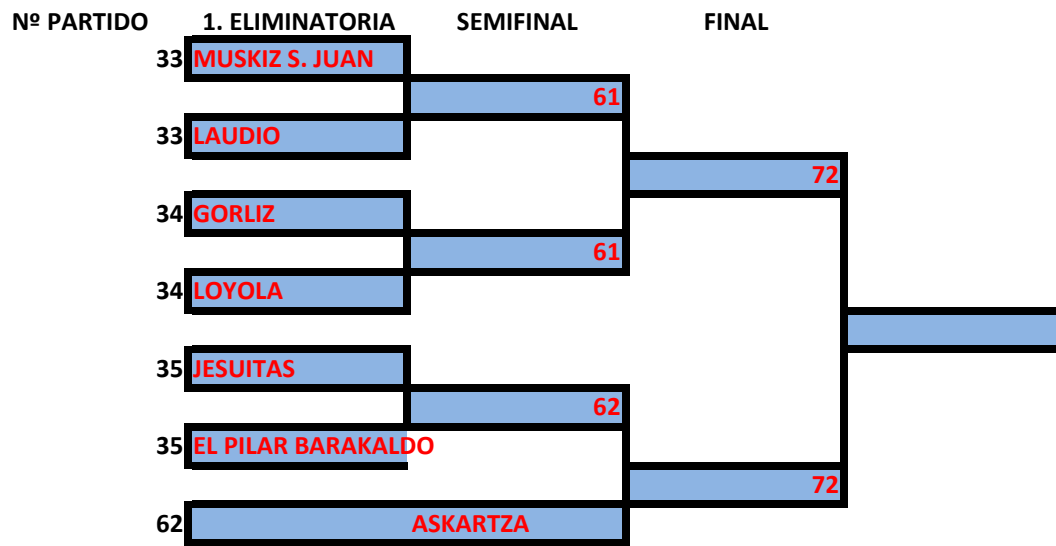 Nº PARTIDO 1. ELIMINATORIA SEMIFINAL FINAL
33 MUSKIZ S. JUAN
61
33 LAUDIO
72
34 GORLIZ
61
34 LOYOLA
35 JESUITAS
62
35 EL PILAR BARAKALDO
72
62 ASKARTZA